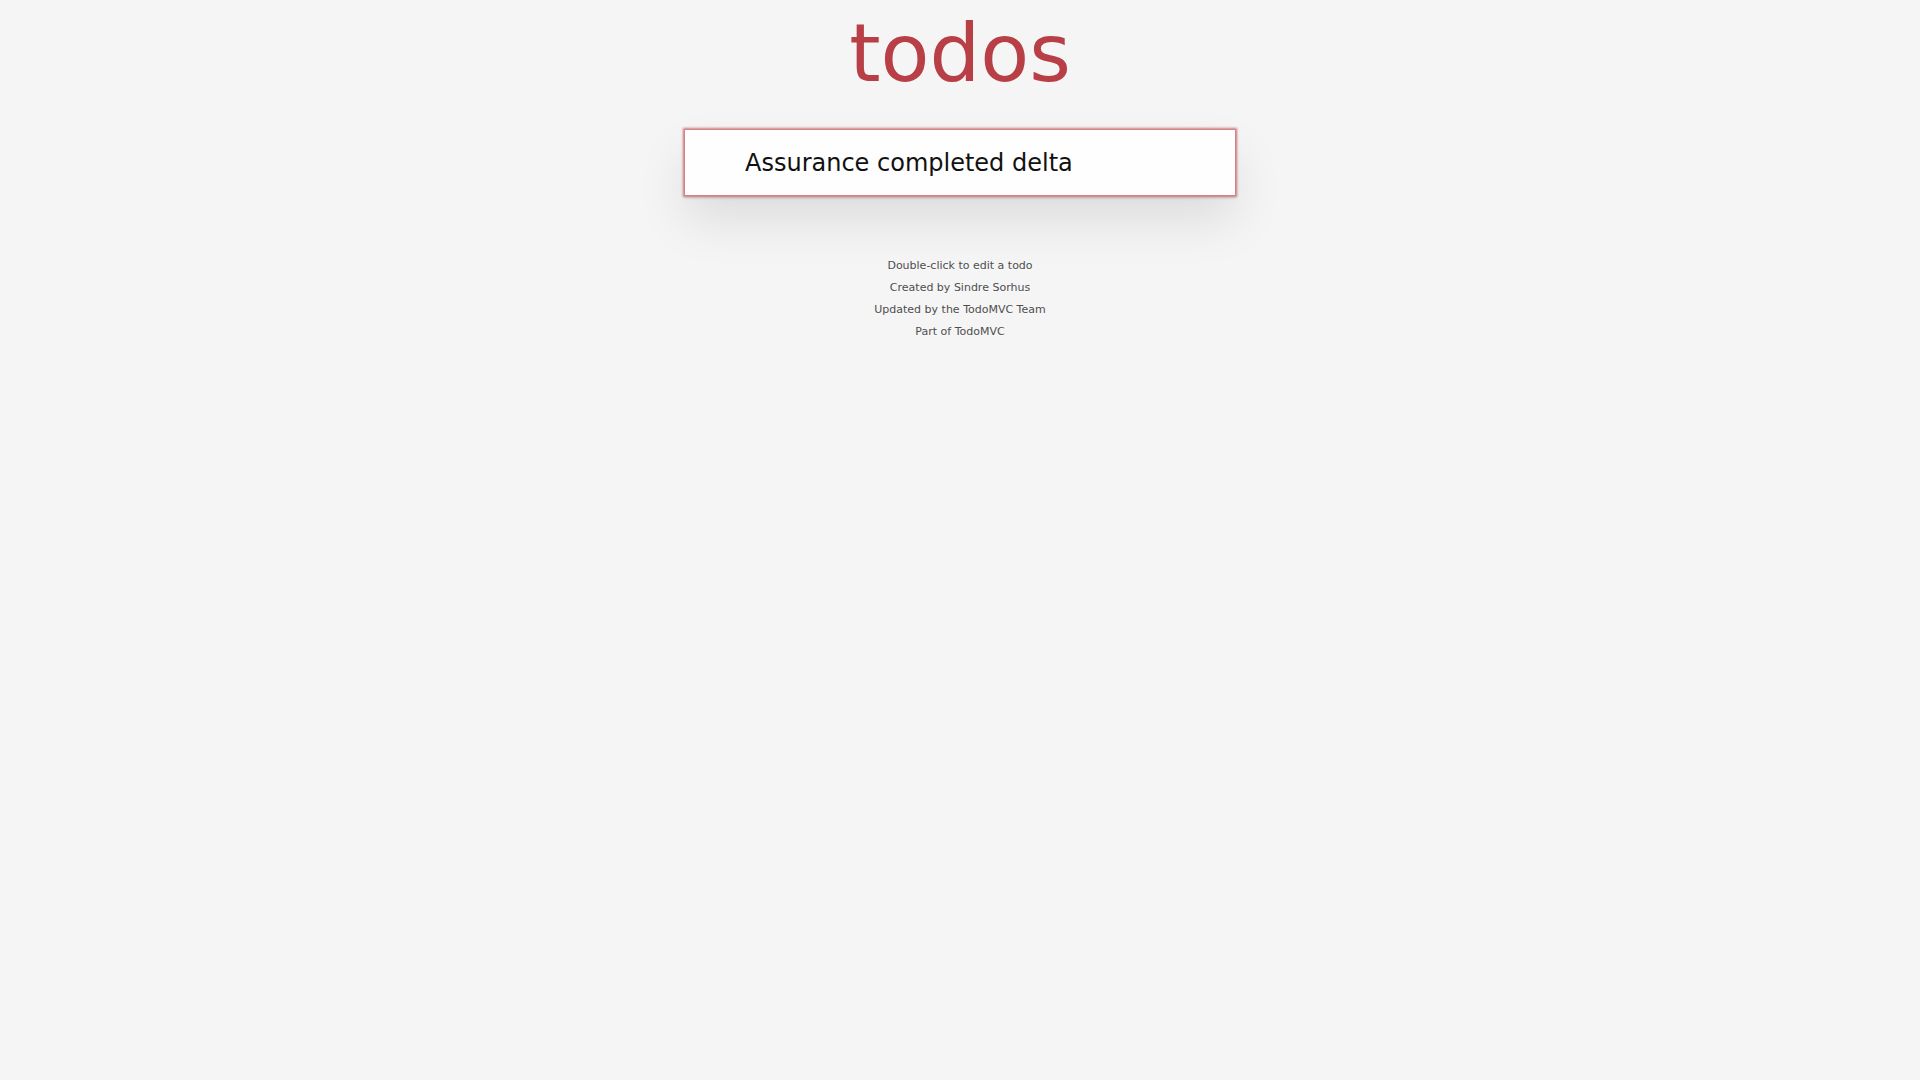 todos
Assurance completed delta
Double-click to edit a todo
Created by Sindre Sorhus
Updated by the TodoMVC Team
Part of TodoMVC